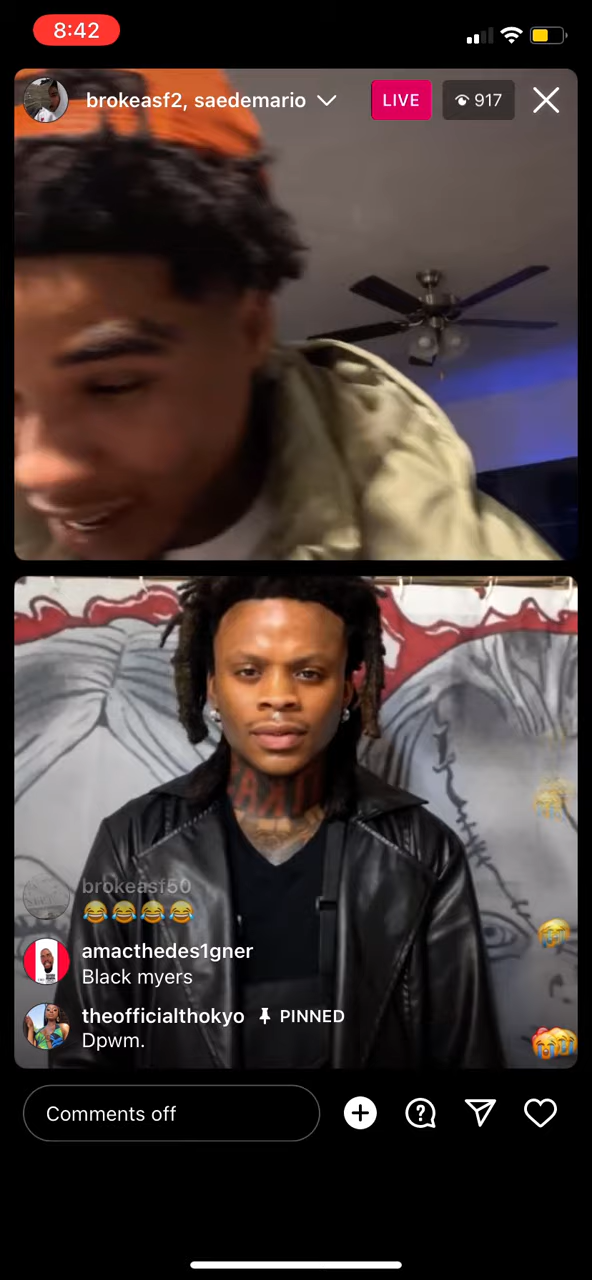 8:42
brokeasf2, saedemario
LIVE
917
brokeasf50
😂😂😂😂
amacthedes1gner
Black myers
theofficialthokyo PINNED
Dpwm.
Comments off